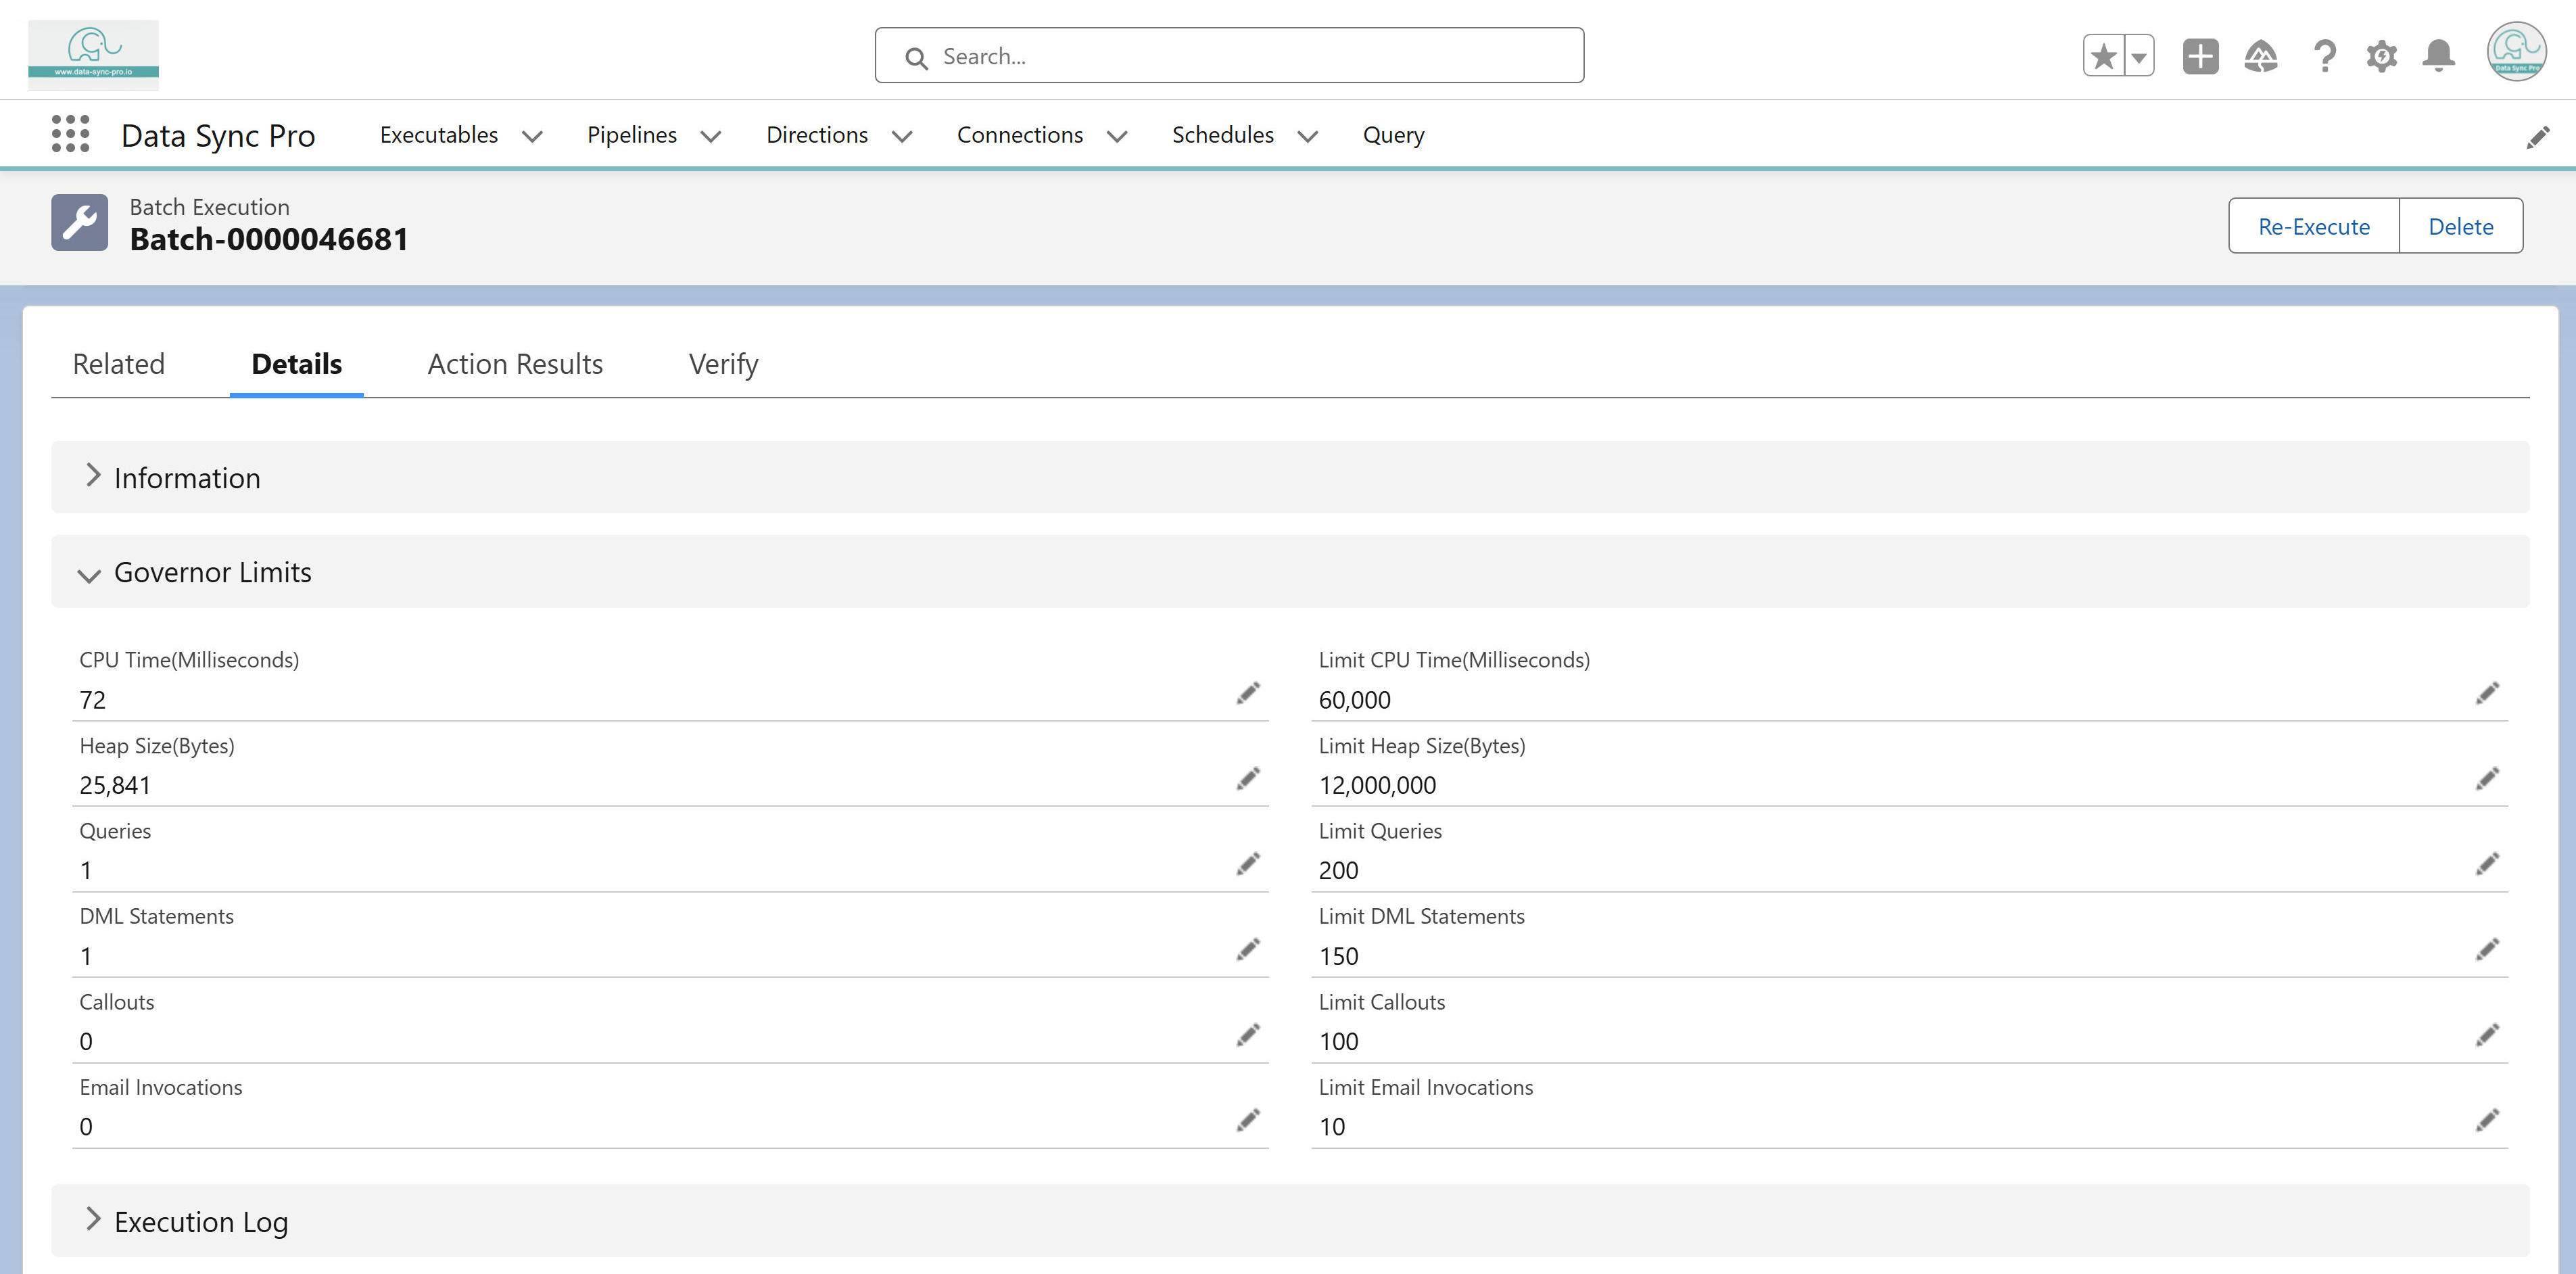 www.data-sync-pro.io
Search...
Data Sync Pro
Data Sync Pro
Executables
Pipelines
Directions
Connections
Schedules
Query
Batch Execution
Batch-0000046681
Re-Execute
Delete
Related
Details
Action Results
Verify
Information
Governor Limits
CPU Time(Milliseconds)
72
Limit CPU Time(Milliseconds)
60,000
Heap Size(Bytes)
25,841
Limit Heap Size(Bytes)
12,000,000
Queries
1
Limit Queries
200
DML Statements
1
Limit DML Statements
150
Callouts
0
Limit Callouts
100
Email Invocations
0
Limit Email Invocations
10
Execution Log